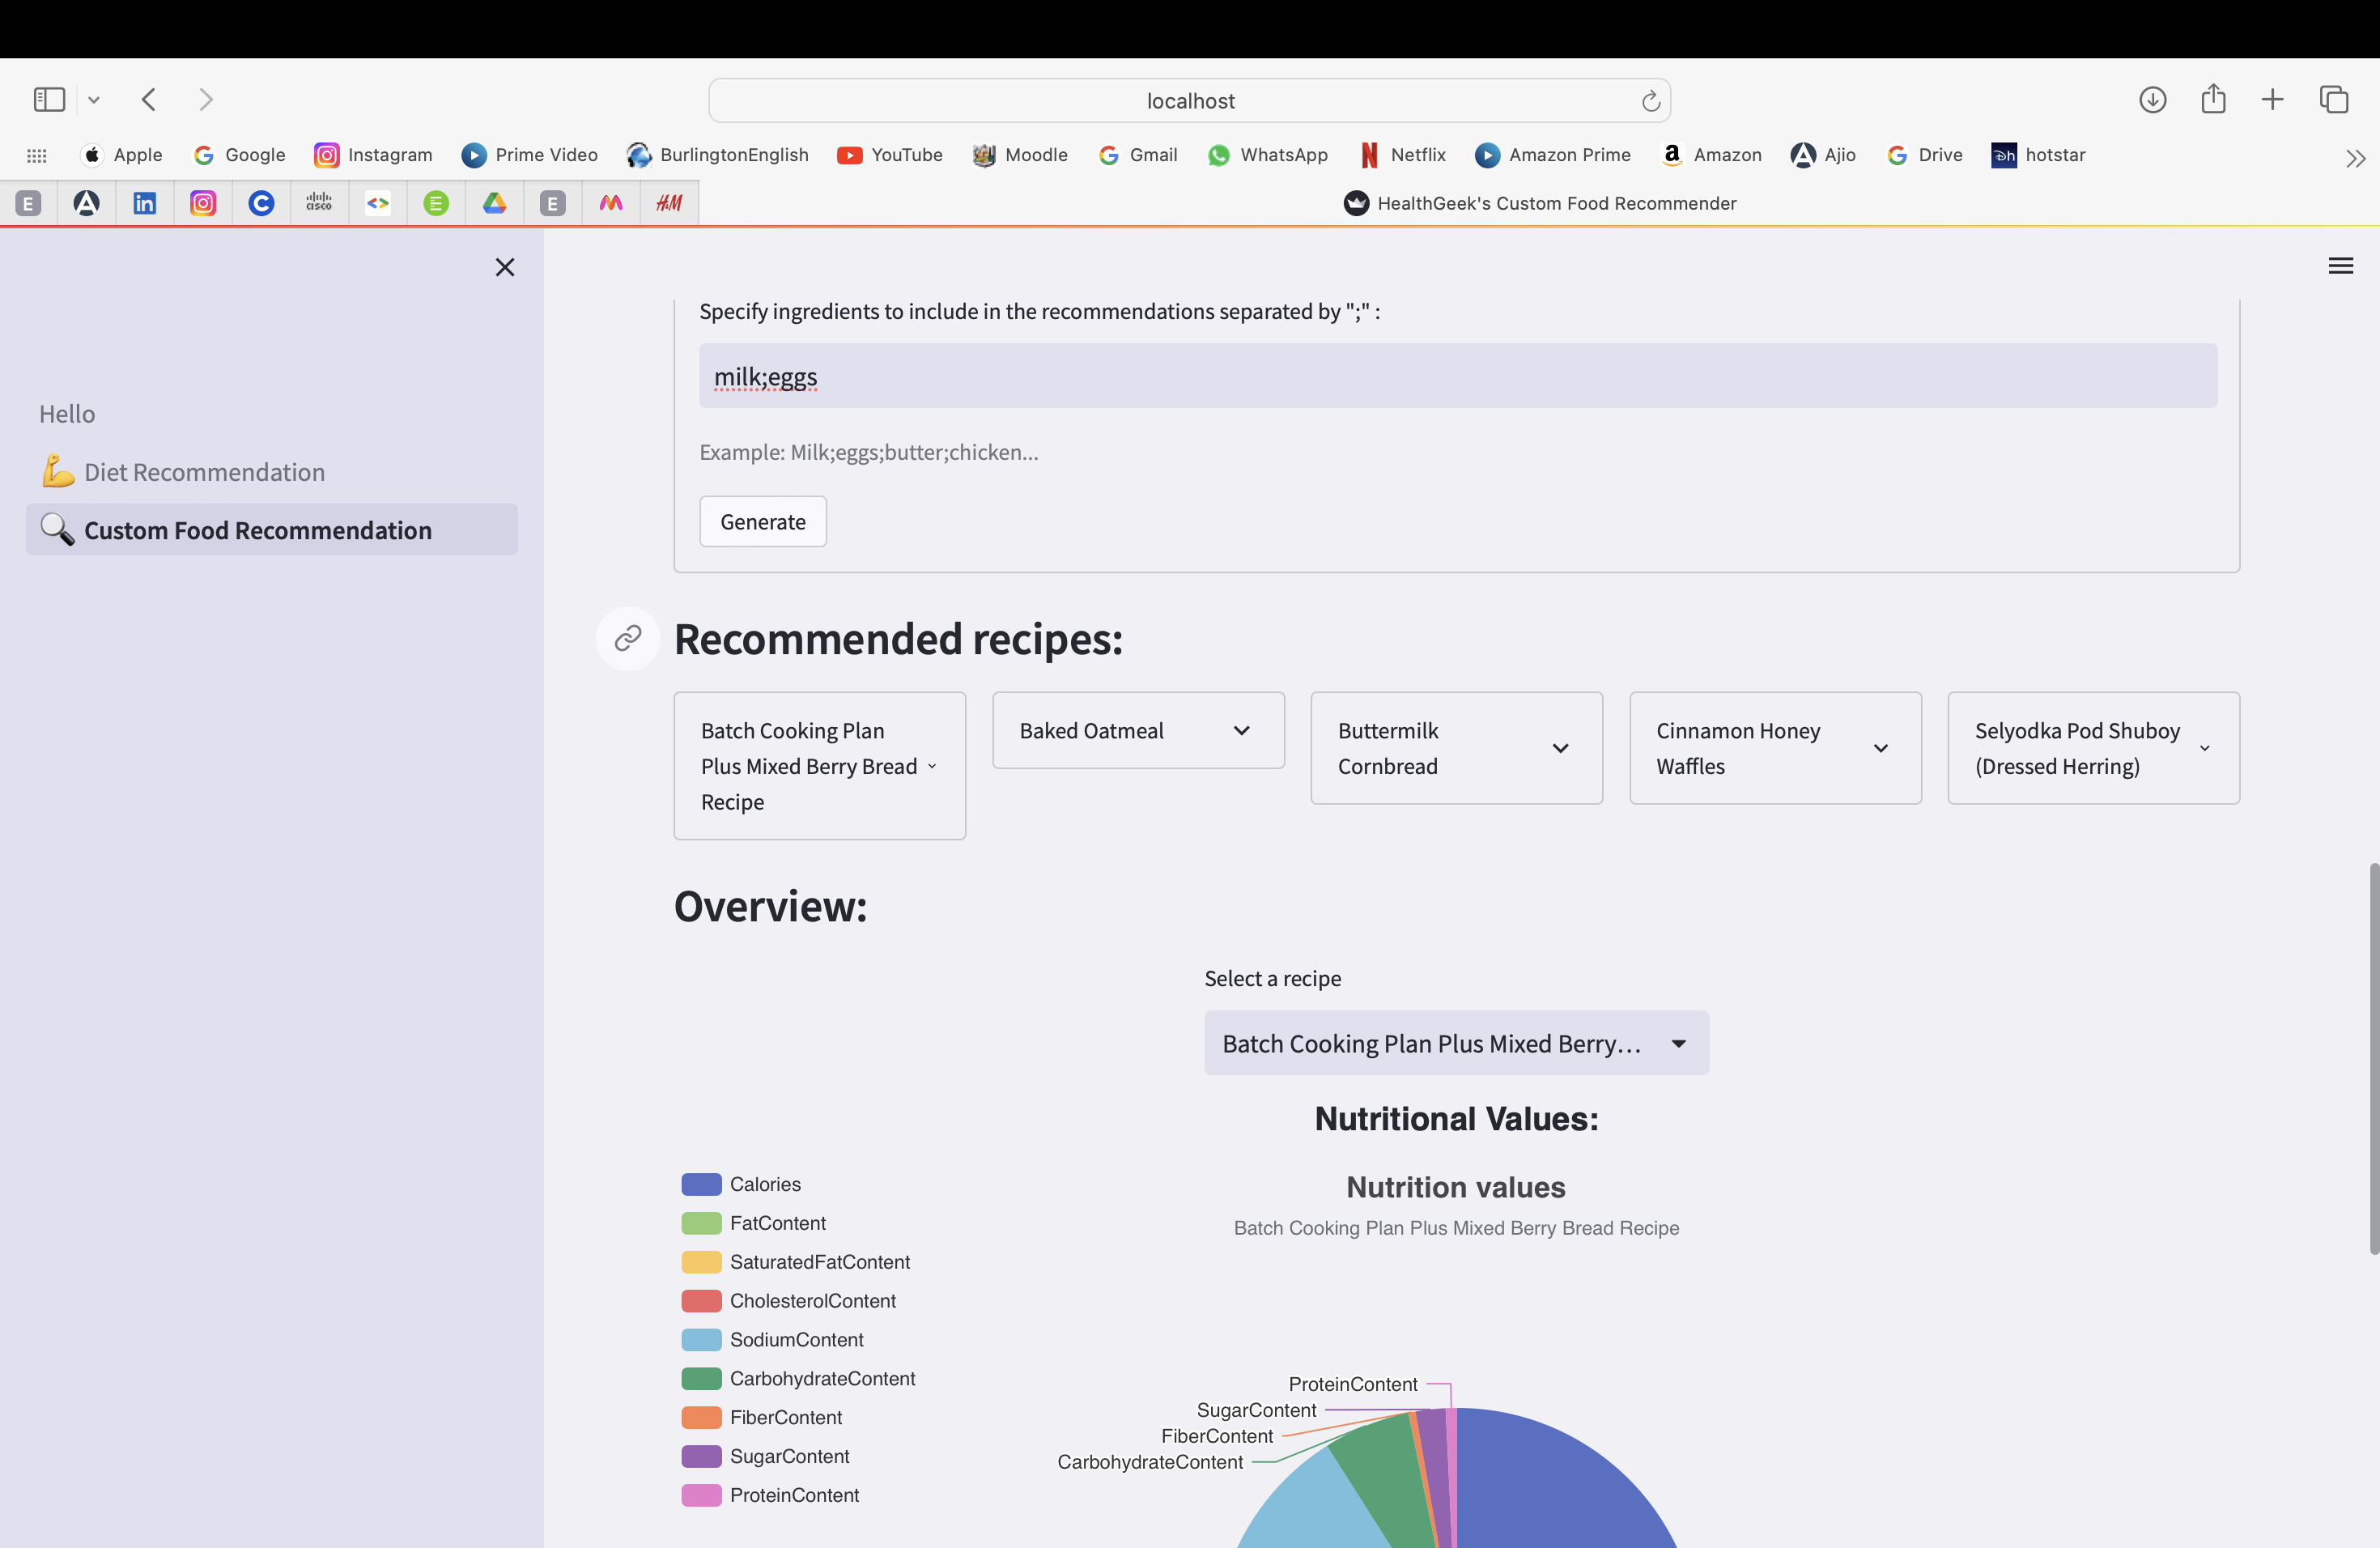 localhost
Apple Google Instagram Prime Video BurlingtonEnglish YouTube Moodle Gmail WhatsApp Netflix Amazon Prime Amazon Ajio Drive hotstar
HealthGeek's Custom Food Recommender
Hello
Diet Recommendation
Custom Food Recommendation
Specify ingredients to include in the recommendations separated by ";" :
milk;eggs
Example: Milk;eggs;butter;chicken...
Generate
Recommended recipes:
Batch Cooking Plan
Plus Mixed Berry Bread
Recipe
Baked Oatmeal
Buttermilk
Cornbread
Cinnamon Honey
Waffles
Selyodka Pod Shuboy
(Dressed Herring)
Overview:
Select a recipe
Batch Cooking Plan Plus Mixed Berry...
Nutritional Values:
Nutrition values
Batch Cooking Plan Plus Mixed Berry Bread Recipe
Calories
FatContent
SaturatedFatContent
CholesterolContent
SodiumContent
CarbohydrateContent
FiberContent
SugarContent
ProteinContent
ProteinContent
SugarContent
FiberContent
CarbohydrateContent